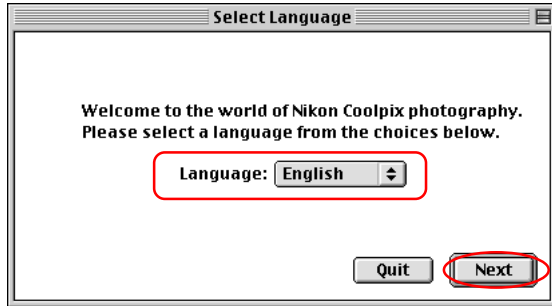 Select Language
Welcome to the world of Nikon Coolpix photography.
Please select a language from the choices below.
Language: English
Quit Next